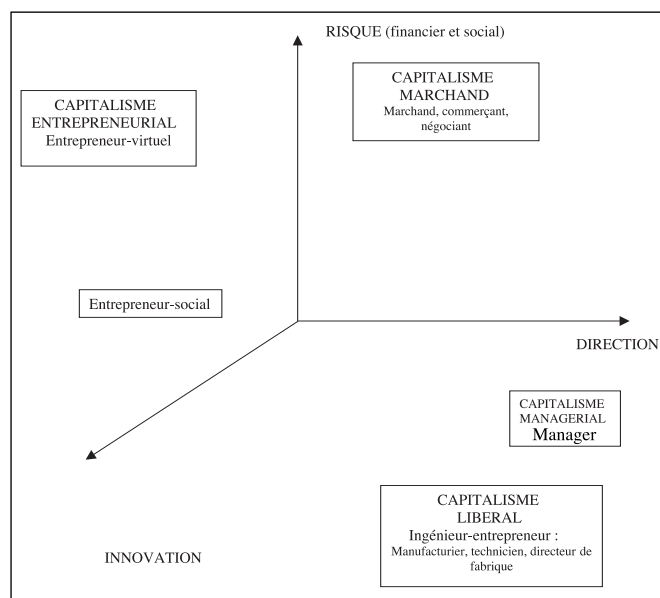 RISQUE (financier et social)
CAPITALISME
MARCHAND
Marchand, commerçant,
négociant
CAPITALISME
ENTREPRENEURIAL
Entrepreneur-virtuel
Entrepreneur-social
DIRECTION
CAPITALISME
MANAGERIAL
Manager
CAPITALISME
LIBERAL
Ingénieur-entrepreneur :
Manufacturier, technicien, directeur de
fabrique
INNOVATION